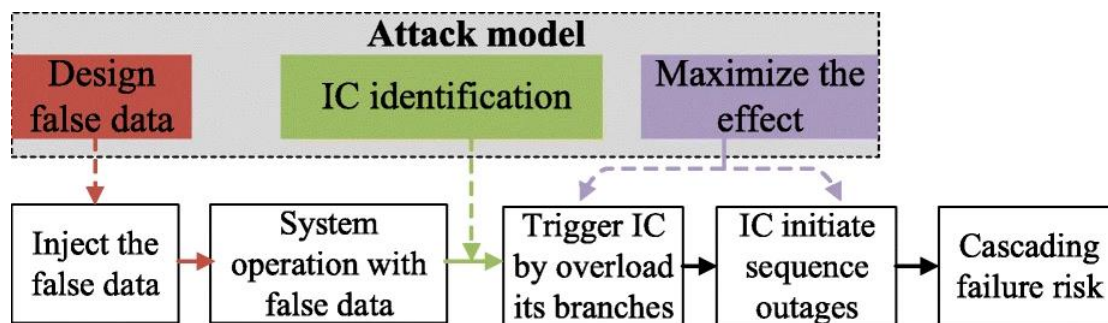 Attack model
Design
false data
IC identification
Maximize the
effect
Inject the
false data
System
operation with
false data
Trigger IC
by overload
its branches
IC initiate
sequence
outages
Cascading
failure risk